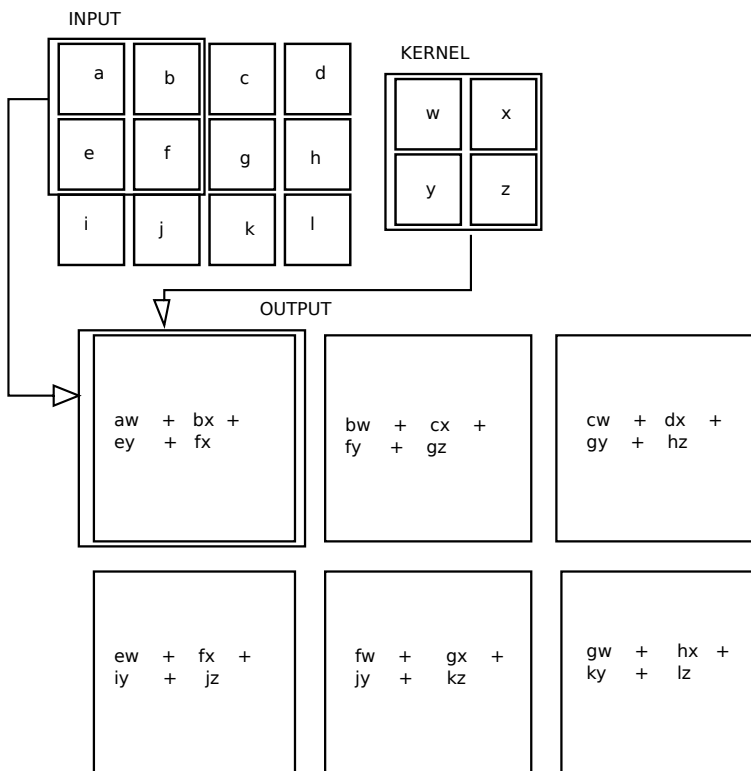 INPUT
a b c d
e f g h
i j k l
KERNEL
w x
y z
OUTPUT
aw + bx +
ey + fx
bw + cx +
fy + gz
cw + dx +
gy + hz
ew + fx +
iy + jz
fw + gx +
jy + kz
gw + hx +
ky + lz